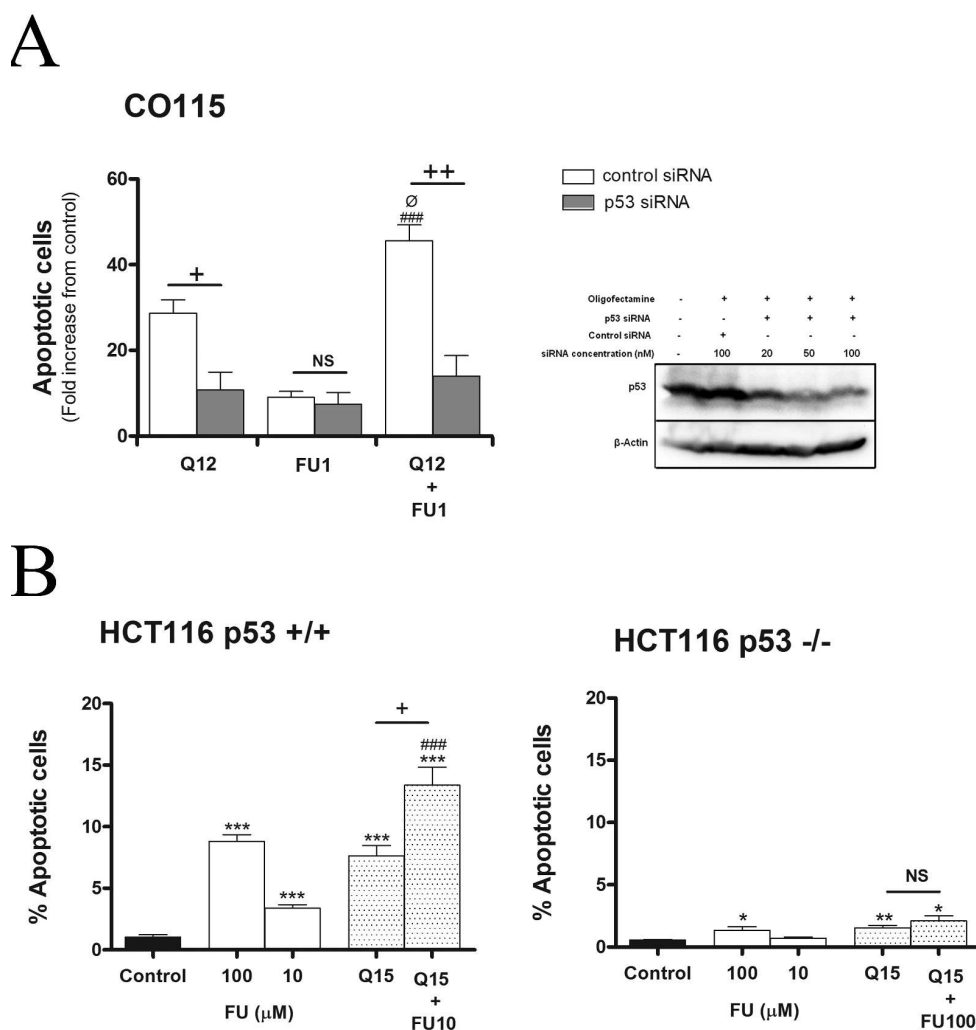 A
CO115
Apoptotic cells
(Fold increase from control)
60
40
20
0
+
NS
++
Ø
###
Q12
FU1
Q12
+
FU1
control siRNA
p53 siRNA
Oligofectamine - + + + +
p53 siRNA - - + + +
Control siRNA - + - - -
siRNA concentration (nM) - 100 20 50 100
p53
β-Actin
B
HCT116 p53 +/+
% Apoptotic cells
20
15
10
5
0
***
***
***
+
###
***
Control
100
10
Q15
Q15
+
FU10
FU (µM)
HCT116 p53 -/-
% Apoptotic cells
20
15
10
5
0
*
**
NS
*
Control
100
10
Q15
Q15
+
FU100
FU (µM)